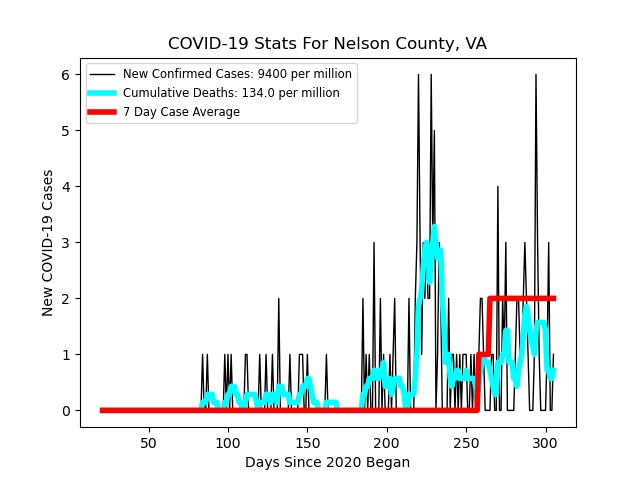 COVID-19 Stats For Nelson County, VA
New Confirmed Cases: 9400 per million
Cumulative Deaths: 134.0 per million
7 Day Case Average
New COVID-19 Cases
6
5
4
3
2
1
0
50 100 150 200 250 300
Days Since 2020 Began